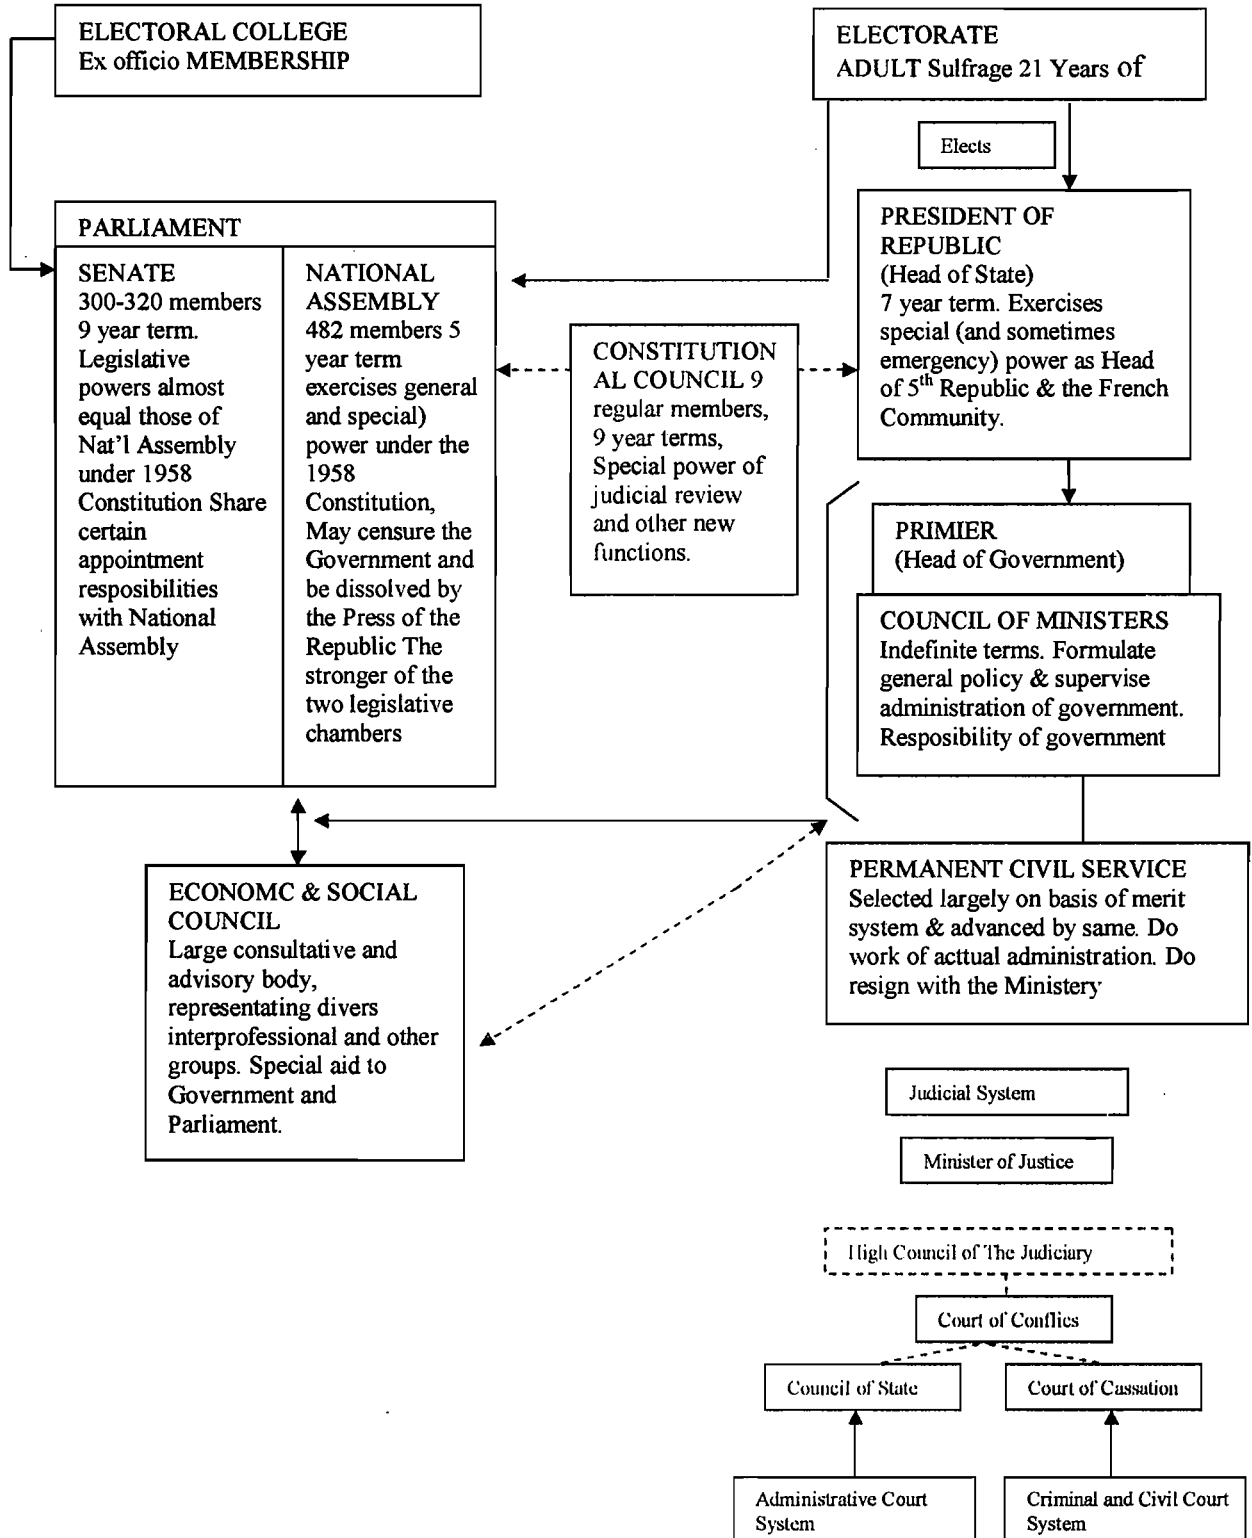 ELECTORAL COLLEGE
Ex officio MEMBERSHIP
ELECTORATE
ADULT Sulfrage 21 Years of
Elects
PARLIAMENT
SENATE
300-320 members
9 year term.
Legislative
powers almost
equal those of
Nat'l Assembly
under 1958
Constitution Share
certain
appointment
resposibilities
with National
Assembly
NATIONAL
ASSEMBLY
482 members 5
year term
exercises general
and special)
power under the
1958
Constitution,
May censure the
Government and
be dissolved by
the Press of the
Republic The
stronger of the
two legislative
chambers
CONSTITUTION
AL COUNCIL 9
regular members,
9 year terms,
Special power of
judicial review
and other new
functions.
PRESIDENT OF
REPUBLIC
(Head of State)
7 year term. Exercises
special (and sometimes
emergency) power as Head
of 5th Republic & the French
Community.
PRIMIER
(Head of Government)
COUNCIL OF MINISTERS
Indefinite terms. Formulate
general policy & supervise
administration of government.
Resposibility of government
ECONOMC & SOCIAL
COUNCIL
Large consultative and
advisory body,
representating divers
interprofessional and other
groups. Special aid to
Government and
Parliament.
PERMANENT CIVIL SERVICE
Selected largely on basis of merit
system & advanced by same. Do
work of acttual administration. Do
resign with the Ministery
Judicial System
Minister of Justice
High Council of The Judiciary
Court of Conflics
Council of State
Court of Cassation
Administrative Court
System
Criminal and Civil Court
System